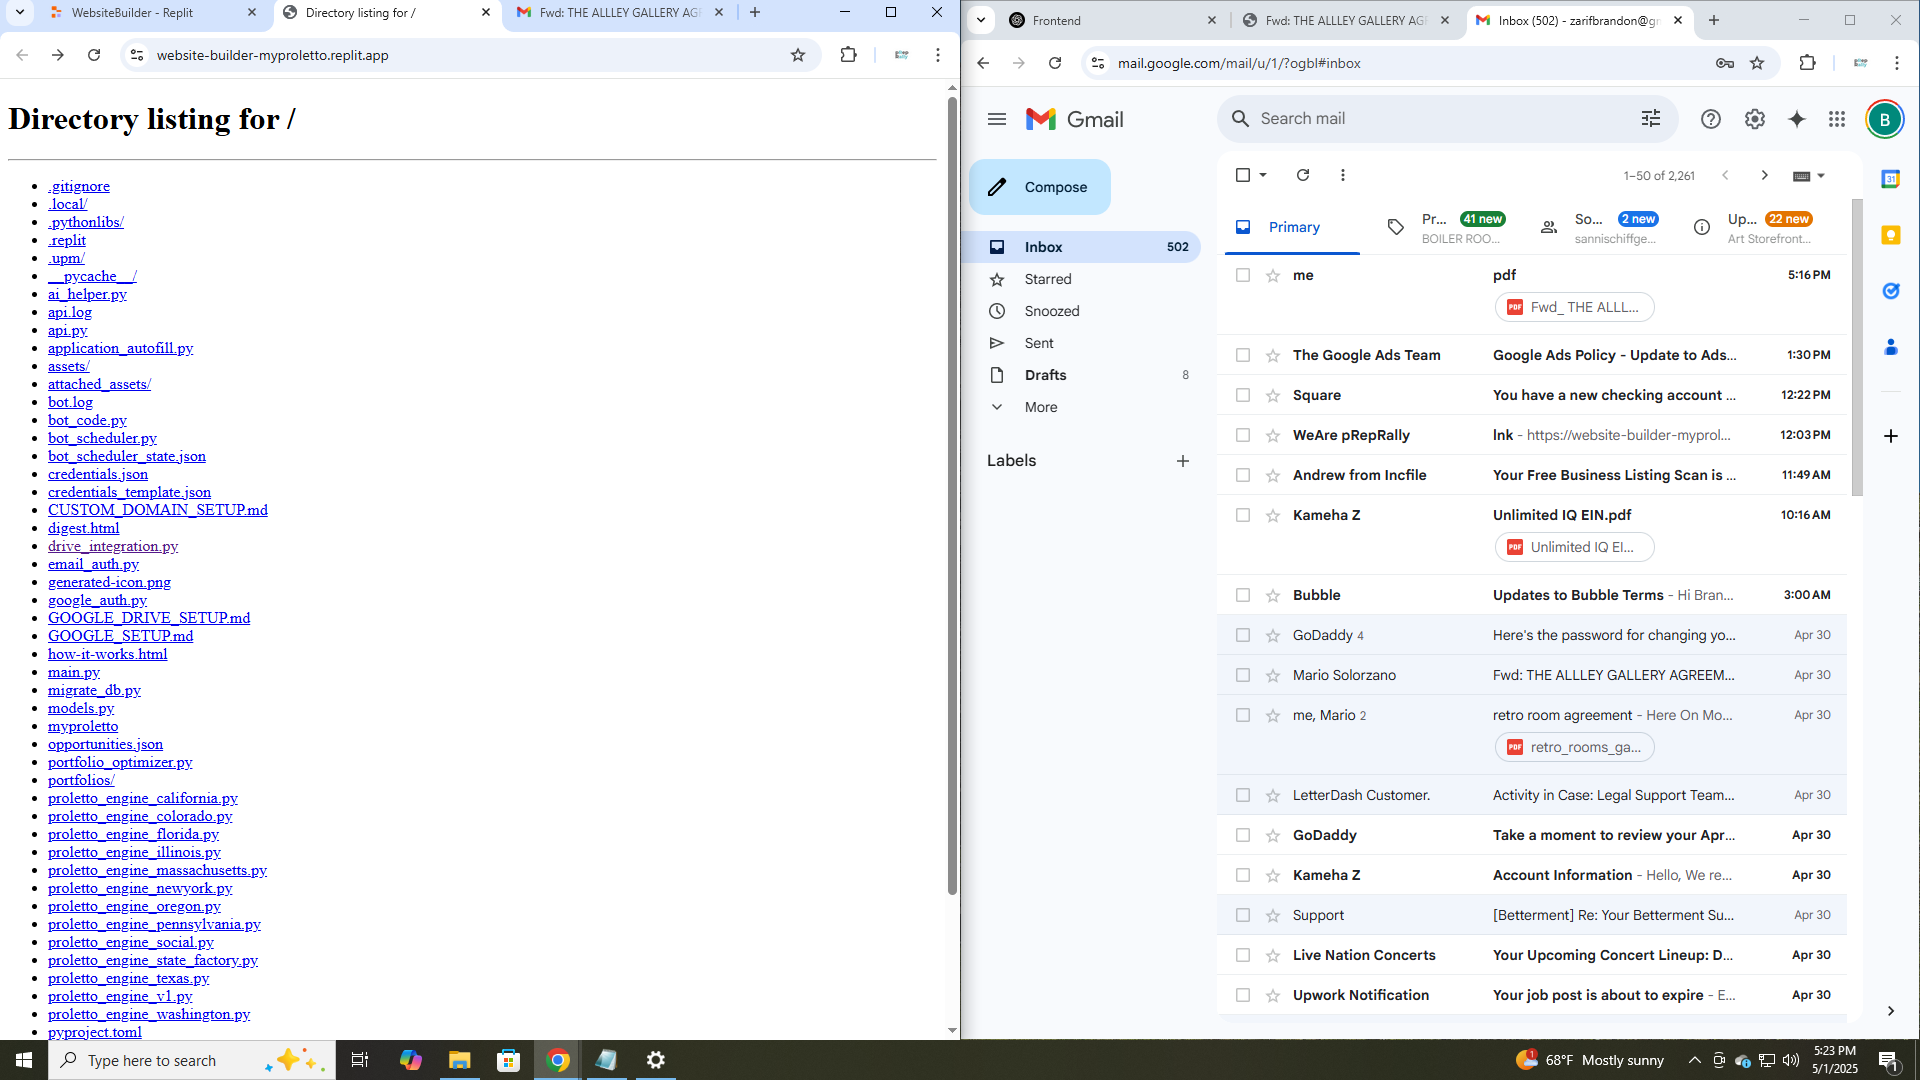 WebsiteBuilder - Replit
Directory listing for /
Fwd: THE ALLLEY GALLERY AGR
website-builder-myproletto.replit.app
Directory listing for /
.gitignore
.local/
.pythonlibs/
.replit
.upm/
__pycache__/
ai_helper.py
api.log
api.py
application_autofill.py
assets/
attached_assets/
bot.log
bot_code.py
bot_scheduler.py
bot_scheduler_state.json
credentials.json
credentials_template.json
CUSTOM_DOMAIN_SETUP.md
digest.html
drive_integration.py
email_auth.py
generated-icon.png
google_auth.py
GOOGLE_DRIVE_SETUP.md
GOOGLE_SETUP.md
how-it-works.html
main.py
migrate_db.py
models.py
myproletto
opportunities.json
portfolio_optimizer.py
portfolios/
proletto_engine_california.py
proletto_engine_colorado.py
proletto_engine_florida.py
proletto_engine_illinois.py
proletto_engine_massachusetts.py
proletto_engine_newyork.py
proletto_engine_oregon.py
proletto_engine_pennsylvania.py
proletto_engine_social.py
proletto_engine_state_factory.py
proletto_engine_texas.py
proletto_engine_v1.py
proletto_engine_washington.py
pyproject.toml
Frontend
Fwd: THE ALLLEY GALLERY AG
Inbox (502) - zarifbrandon@gm
mail.google.com/mail/u/1/?ogbl#inbox
Gmail
Search mail
B
Compose
Inbox 502
Starred
Snoozed
Sent
Drafts 8
More
Labels
1–50 of 2,261
Primary
Pr... 41 new
BOILER ROO...
So... 2 new
sannischiffge...
Up... 22 new
Art Storefront...
me pdf 5:16 PM
PDF Fwd_ THE ALLL...
The Google Ads Team Google Ads Policy - Update to Ads... 1:30 PM
Square You have a new checking account ... 12:22 PM
WeAre pRepRally lnk - https://website-builder-myprol... 12:03 PM
Andrew from Incfile Your Free Business Listing Scan is ... 11:49 AM
Kameha Z Unlimited IQ EIN.pdf 10:16 AM
PDF Unlimited IQ EI...
Bubble Updates to Bubble Terms - Hi Bran... 3:00 AM
GoDaddy 4 Here's the password for changing yo... Apr 30
Mario Solorzano Fwd: THE ALLLEY GALLERY AGREEM... Apr 30
me, Mario 2 retro room agreement - Here On Mo... Apr 30
PDF retro_rooms_ga...
LetterDash Customer. Activity in Case: Legal Support Team... Apr 30
GoDaddy Take a moment to review your Apr... Apr 30
Kameha Z Account Information - Hello, We re... Apr 30
Support [Betterment] Re: Your Betterment Su... Apr 30
Live Nation Concerts Your Upcoming Concert Lineup: D... Apr 30
Upwork Notification Your job post is about to expire - E... Apr 30
31
Type here to search
1
68°F Mostly sunny
5:23 PM
5/1/2025
1